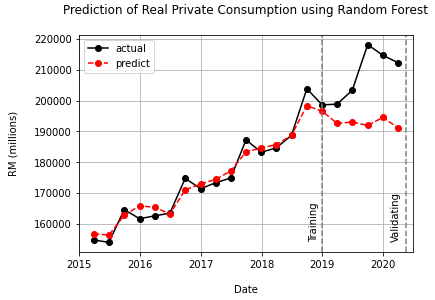 Prediction of Real Private Consumption using Random Forest
actual
predict
RM (millions)
220000
210000
200000
190000
180000
170000
160000
Training
Validating
2015
2016
2017
2018
2019
2020
Date